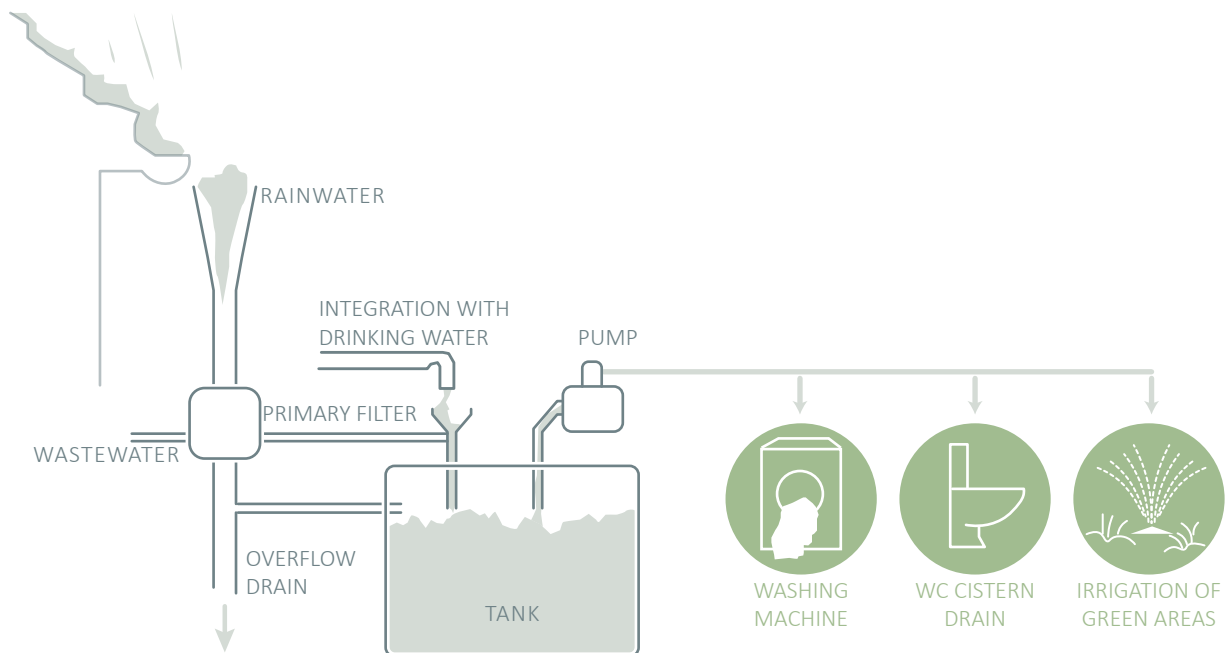 RAINWATER
INTEGRATION WITH
DRINKING WATER
PUMP
PRIMARY FILTER
WASTEWATER
OVERFLOW
DRAIN
TANK
WASHING
MACHINE
WC CISTERN
DRAIN
IRRIGATION OF
GREEN AREAS